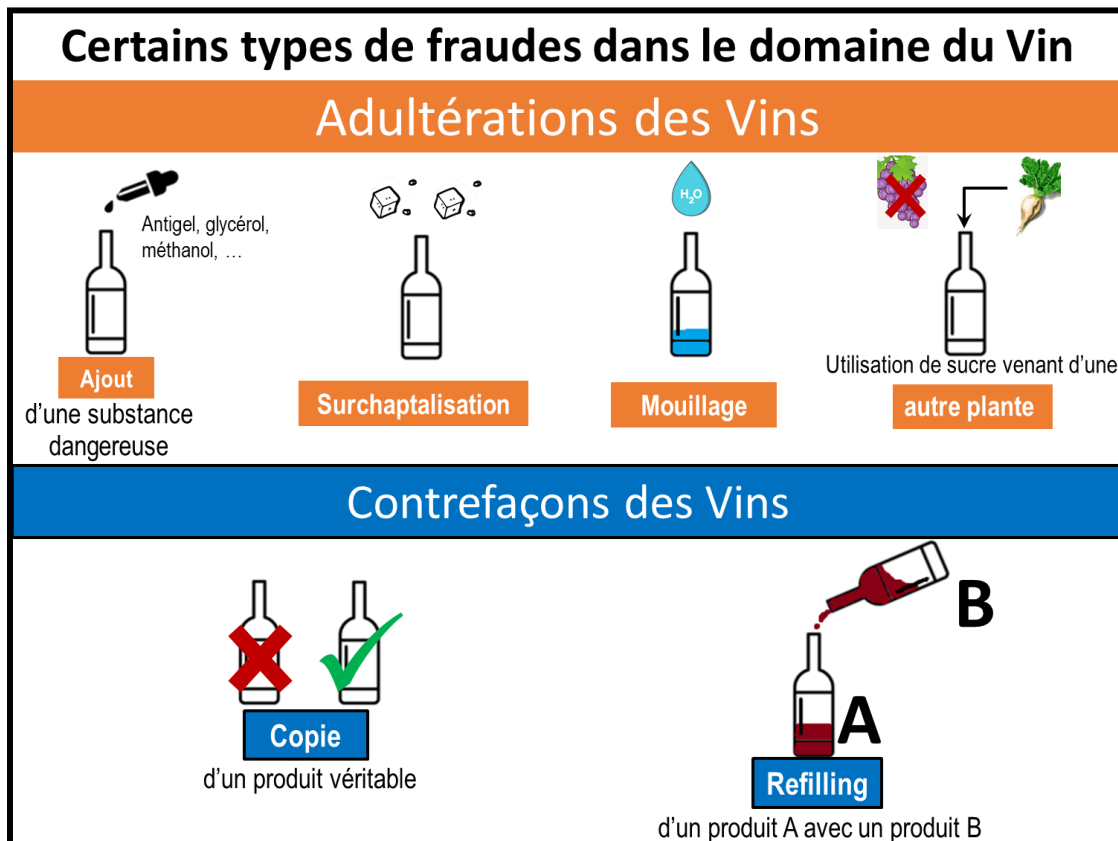 Certains types de fraudes dans le domaine du Vin
Adultérations des Vins
Antigel, glycérol,
méthanol, …
Ajout
d’une substance
dangereuse
Surchaptalisation
H2O
Mouillage
Utilisation de sucre venant d’une
autre plante
Contrefaçons des Vins
Copie
d’un produit véritable
B
A
Refilling
d’un produit A avec un produit B